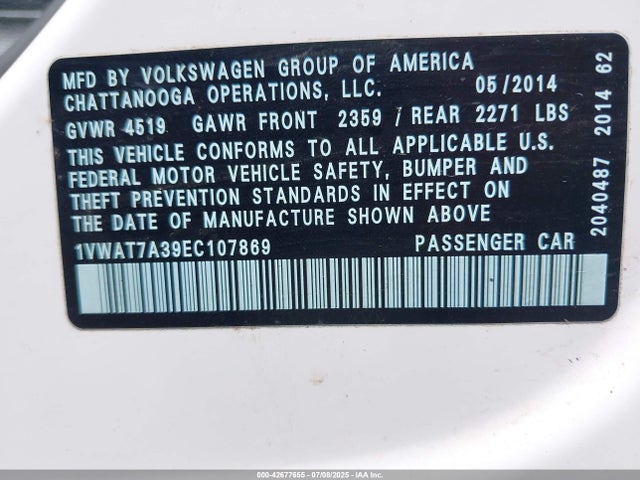 MFD BY VOLKSWAGEN GROUP OF AMERICA
CHATTANOOGA OPERATIONS, LLC. 05/2014
GVWR 4519 GAWR FRONT 2359 / REAR 2271 LBS
THIS VEHICLE CONFORMS TO ALL APPLICABLE U.S.
FEDERAL MOTOR VEHICLE SAFETY, BUMPER AND
THEFT PREVENTION STANDARDS IN EFFECT ON
THE DATE OF MANUFACTURE SHOWN ABOVE
1VWAT7A39EC107869 PASSENGER CAR
2040487 2014 62
000-42677655 - 07/08/2025 - IAAI.COM